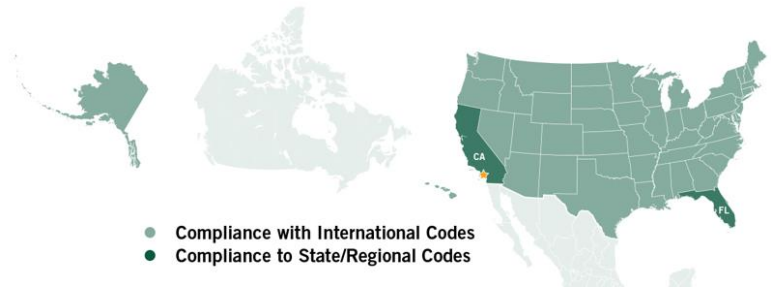 CA
FL
Compliance with International Codes
Compliance to State/Regional Codes